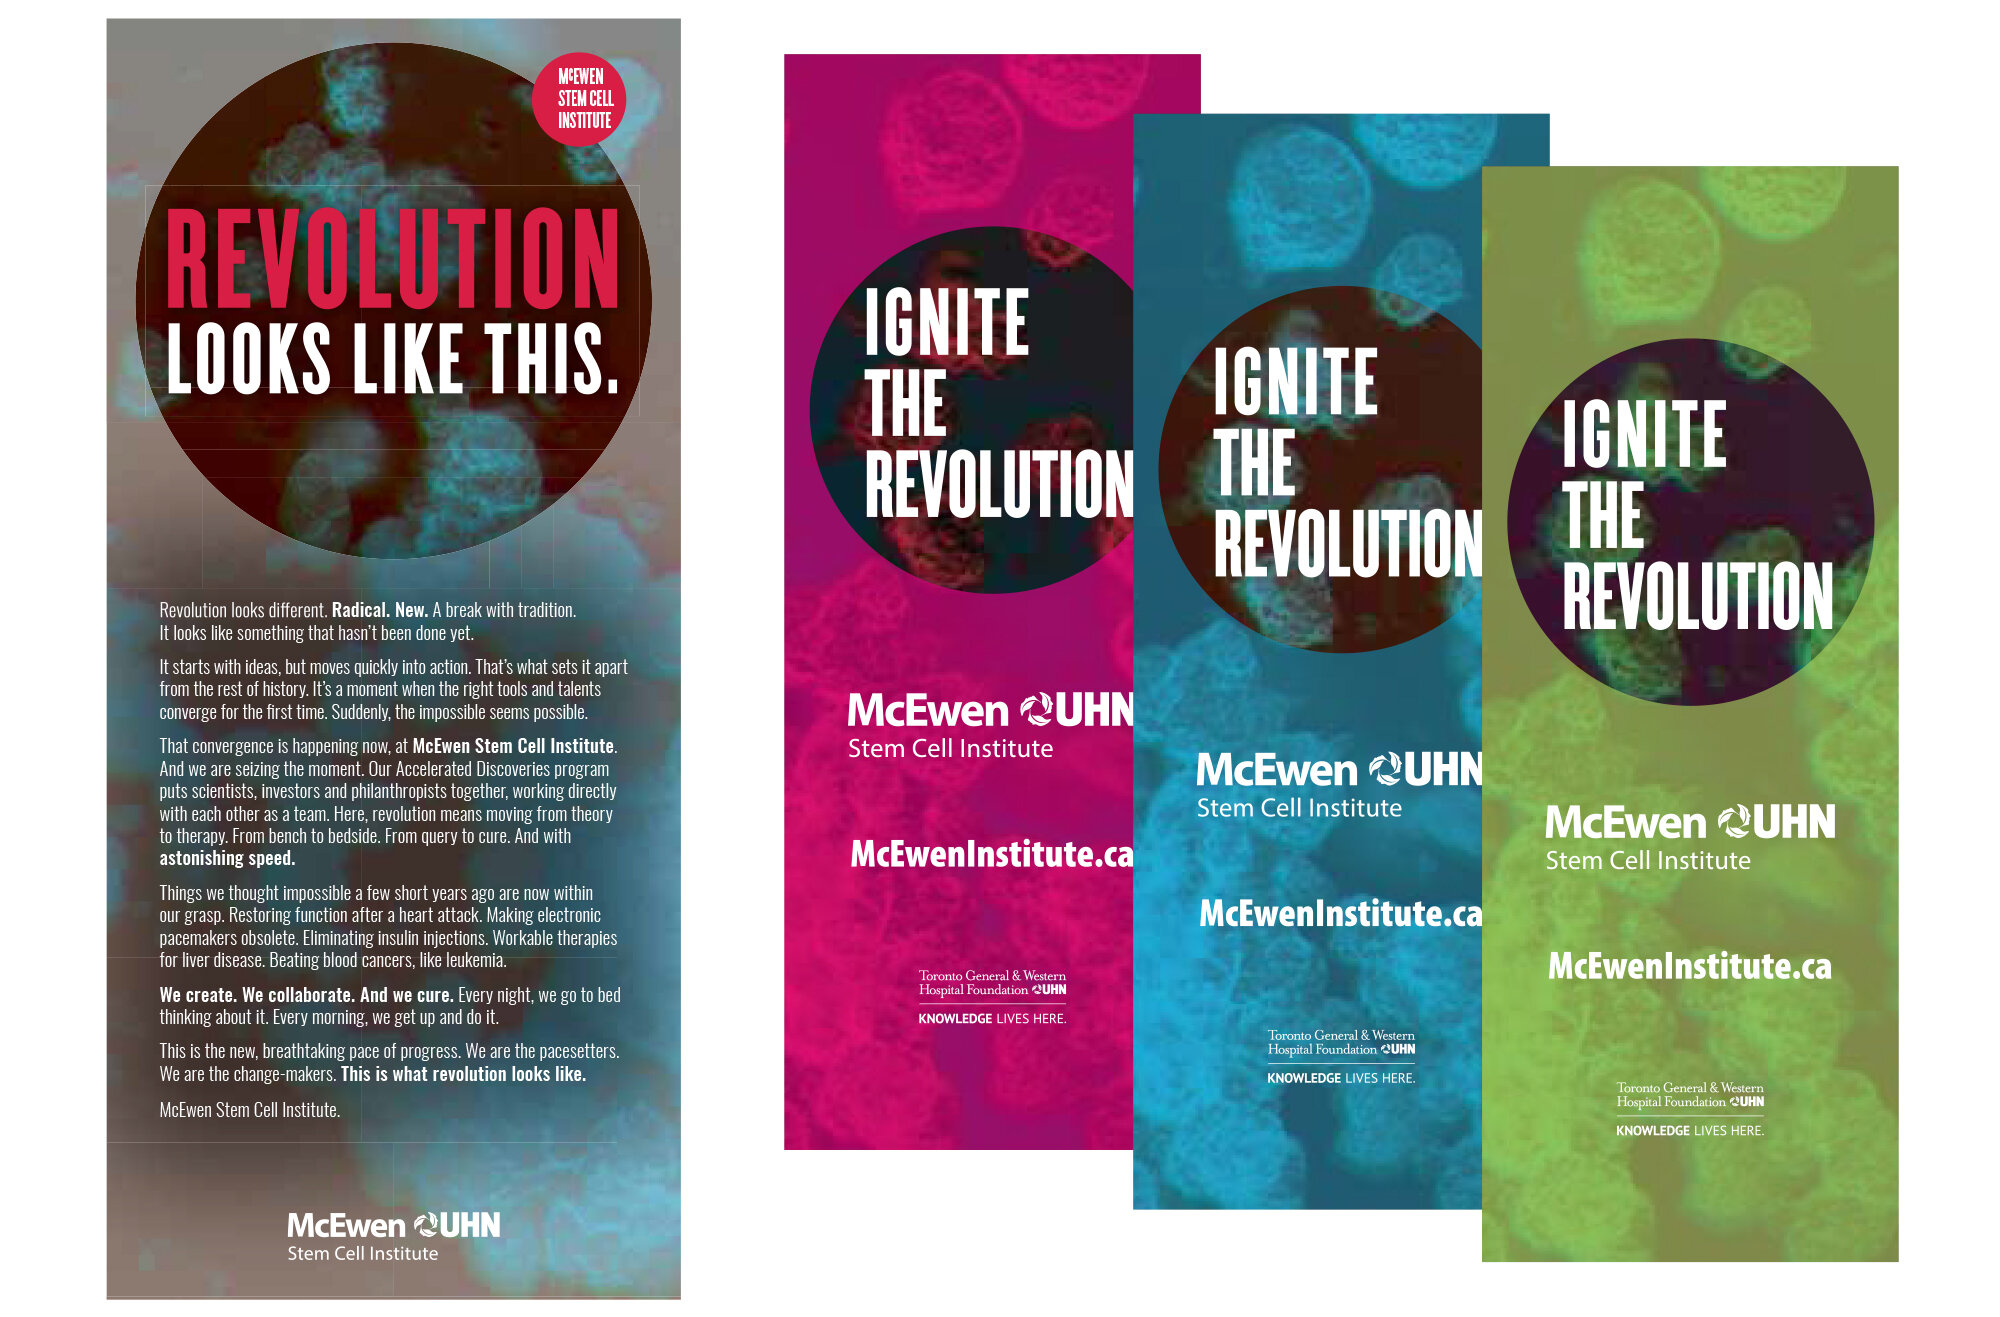 McEWEN
STEM CELL
INSTITUTE
REVOLUTION
LOOKS LIKE THIS.
Revolution looks different. Radical. New. A break with tradition.
It looks like something that hasn't been done yet.
It starts with ideas, but moves quickly into action. That's what sets it apart
from the rest of history. It's a moment when the right tools and talents
converge for the first time. Suddenly, the impossible seems possible.
That convergence is happening now, at McEwen Stem Cell Institute.
And we are seizing the moment. Our Accelerated Discoveries program
puts scientists, investors and philanthropists together, working directly
with each other as a team. Here, revolution means moving from theory
to therapy. From bench to bedside. From query to cure. And with
astonishing speed.
Things we thought impossible a few short years ago are now within
our grasp. Restoring function after a heart attack. Making electronic
pacemakers obsolete. Eliminating insulin injections. Workable therapies
for liver disease. Beating blood cancers, like leukemia.
We create. We collaborate. And we cure. Every night, we go to bed
thinking about it. Every morning, we get up and do it.
This is the new, breathtaking pace of progress. We are the pacesetters.
We are the change-makers. This is what revolution looks like.
McEwen Stem Cell Institute.
McEwen UHN
Stem Cell Institute
IGNITE
THE
REVOLUTION
McEwen UHN
Stem Cell Institute
McEwenInstitute.ca
Toronto General & Western
Hospital Foundation UHN
KNOWLEDGE LIVES HERE.
IGNITE
THE
REVOLUTION
McEwen UHN
Stem Cell Institute
McEwenInstitute.ca
Toronto General & Western
Hospital Foundation UHN
KNOWLEDGE LIVES HERE.
IGNITE
THE
REVOLUTION
McEwen UHN
Stem Cell Institute
McEwenInstitute.ca
Toronto General & Western
Hospital Foundation UHN
KNOWLEDGE LIVES HERE.